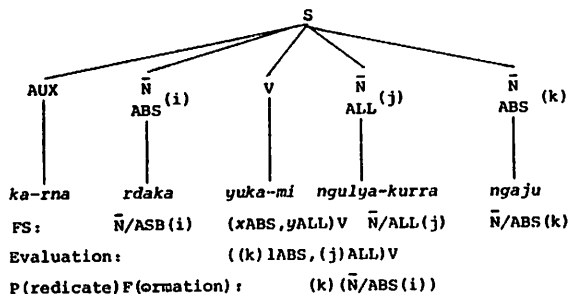 S
AUX N̄ V N̄ N̄
ABS(i) ALL(j) ABS(k)
ka-rna rdaka yuka-mi ngulya-kurra ngaju
FS: N̄/ASB(i) (xABS,yALL)V N̄/ALL(j) N̄/ABS(k)
Evaluation: ((k)1ABS,(j)ALL)V
P(redicate)F(ormation): (k)(N̄/ABS(i))